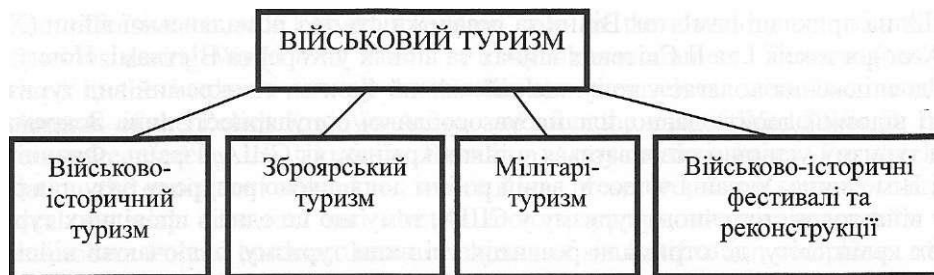 ВІЙСЬКОВИЙ ТУРИЗМ
Військово-
історичний
туризм
Зброярський
туризм
Мілітарі-
туризм
Військово-історичні
фестивалі та
реконструкції